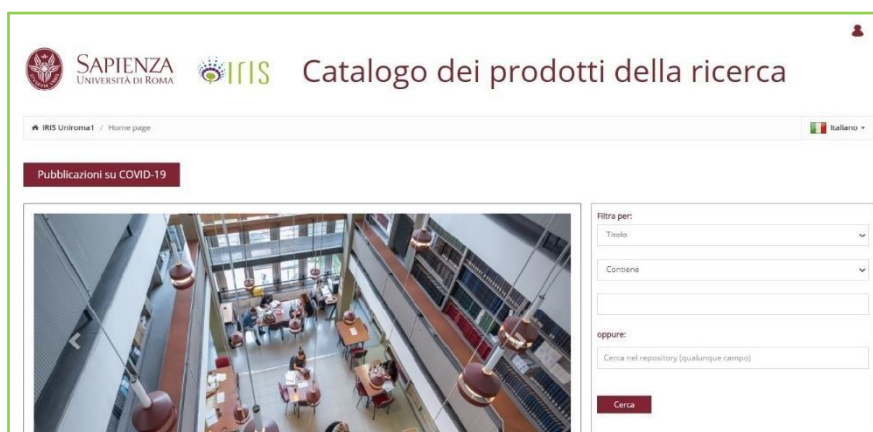 SAPIENZA
UNIVERSITÀ DI ROMA
IRIS
Catalogo dei prodotti della ricerca
IRIS Uniroma1 / Home page
Italiano
Pubblicazioni su COVID-19
Filtra per:
Titolo
Contiene
oppure:
Cerca nel repository (qualunque campo)
Cerca